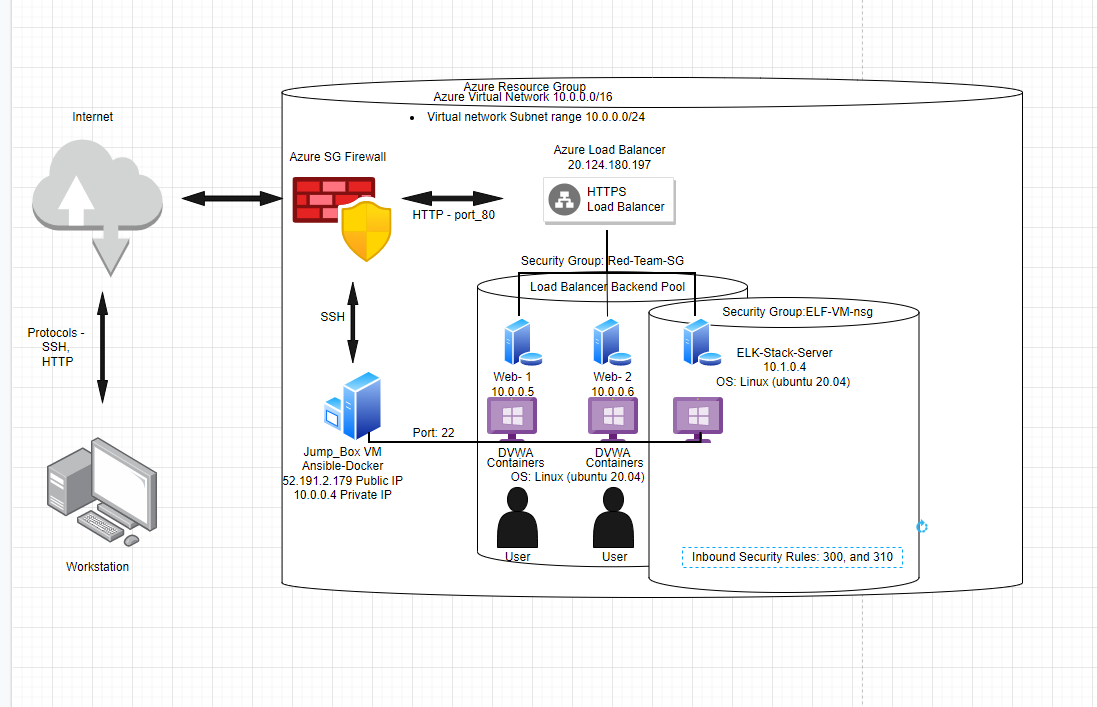 Azure Resource Group
Azure Virtual Network 10.0.0.0/16
Virtual network Subnet range 10.0.0.0/24
Internet
Azure SG Firewall
Azure Load Balancer
20.124.180.197
HTTPS
Load Balancer
HTTP - port_80
Security Group: Red-Team-SG
Load Balancer Backend Pool
Security Group:ELF-VM-nsg
SSH
Protocols -
SSH,
HTTP
ELK-Stack-Server
10.1.0.4
OS: Linux (ubuntu 20.04)
Web- 1
10.0.0.5
Web- 2
10.0.0.6
Port: 22
Jump_Box VM
Ansible-Docker
52.191.2.179 Public IP
10.0.0.4 Private IP
DVWA
Containers
DVWA
Containers
OS: Linux (ubuntu 20.04)
User
User
Inbound Security Rules: 300, and 310
Workstation